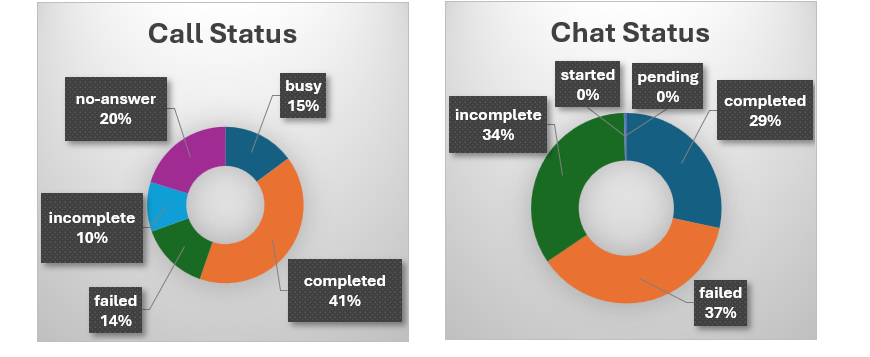 Call Status
busy
15%
no-answer
20%
incomplete
10%
completed
41%
failed
14%
Chat Status
started
0%
pending
0%
completed
29%
incomplete
34%
failed
37%